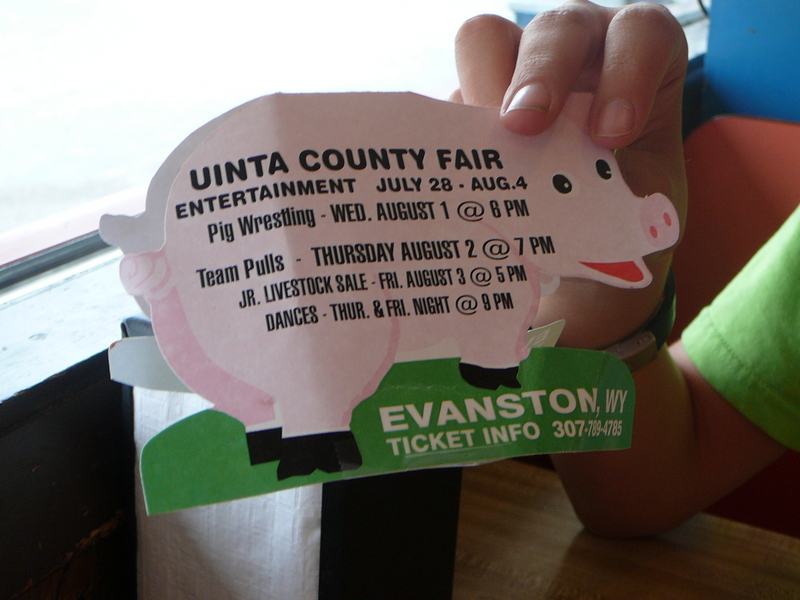 UINTA COUNTY FAIR
ENTERTAINMENT JULY 28 - AUG.4
Pig Wrestling - WED. AUGUST 1 @ 6 PM
Team Pulls - THURSDAY AUGUST 2 @ 7 PM
JR. LIVESTOCK SALE - FRI. AUGUST 3 @ 5 PM
DANCES - THUR. & FRI. NIGHT @ 9 PM
EVANSTON, WY
TICKET INFO 307-789-4785